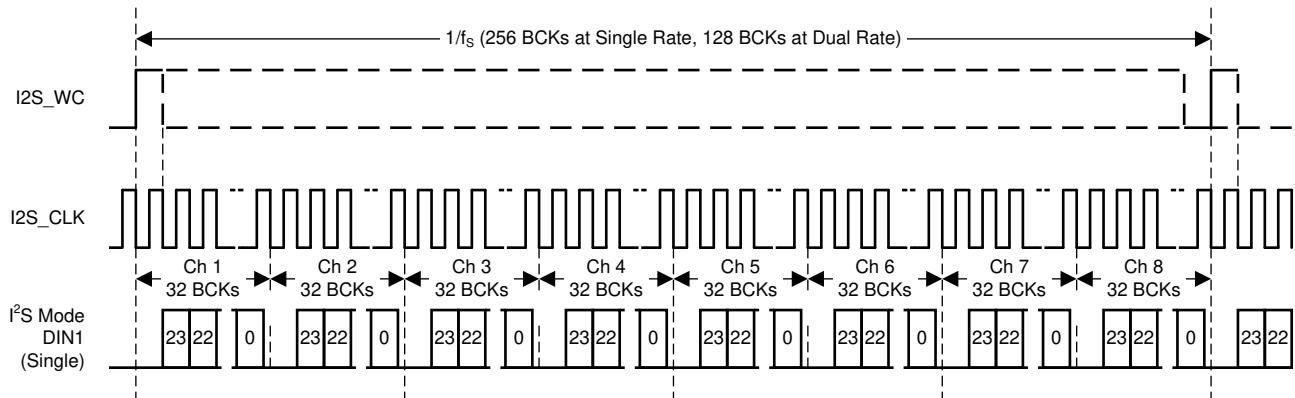 1/fS (256 BCKs at Single Rate, 128 BCKs at Dual Rate)
I2S_WC
I2S_CLK
Ch 1 Ch 2 Ch 3 Ch 4 Ch 5 Ch 6 Ch 7 Ch 8
32 BCKs 32 BCKs 32 BCKs 32 BCKs 32 BCKs 32 BCKs 32 BCKs 32 BCKs
I²S Mode
DIN1
(Single)
23 22 0 23 22 0 23 22 0 23 22 0 23 22 0 23 22 0 23 22 0 23 22 0 23 22